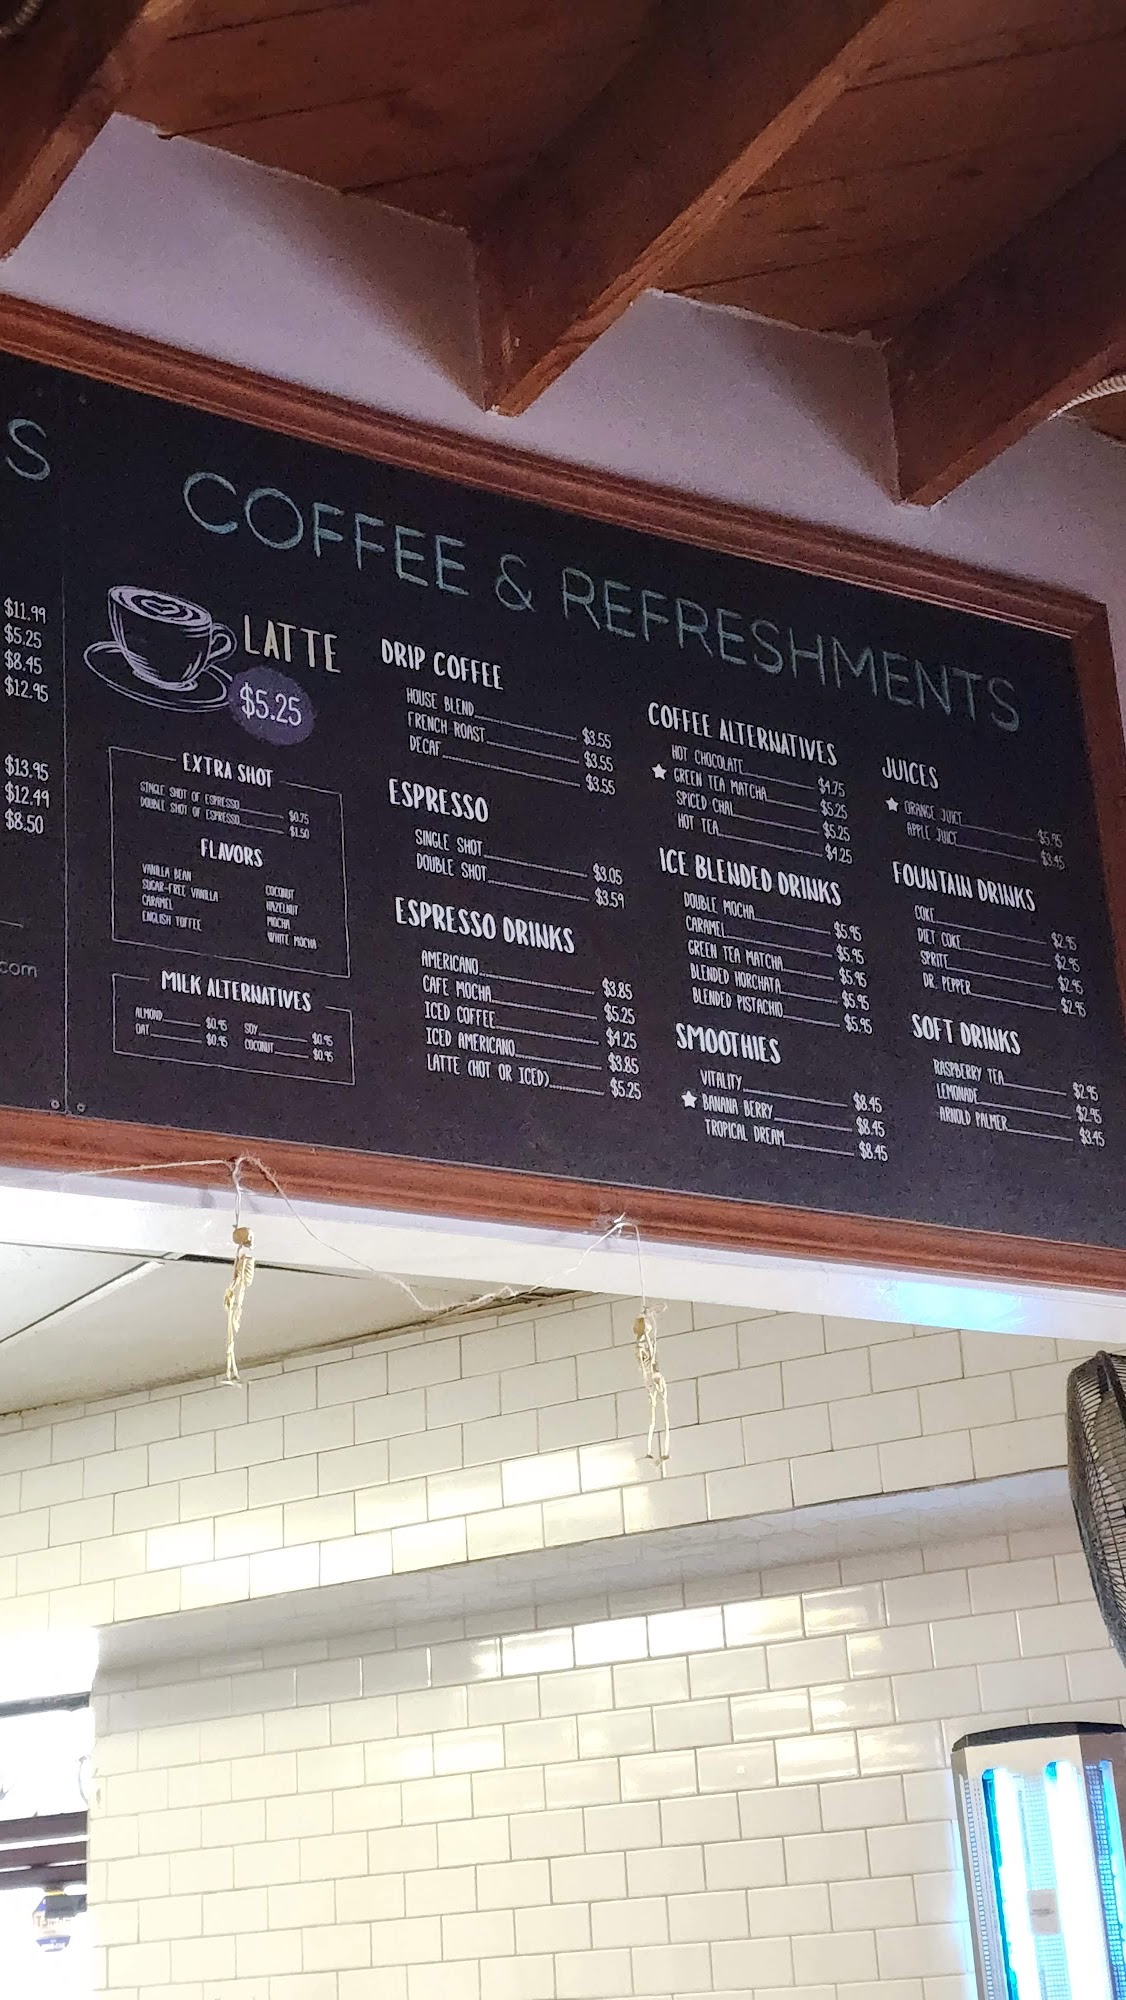 S
$11.99
$5.25
$8.45
$12.95
$13.95
$12.49
$8.50
.com
COFFEE & REFRESHMENTS
LATTE
$5.25
EXTRA SHOT
SINGLE SHOT OF ESPRESSO $0.75
DOUBLE SHOT OF ESPRESSO $1.50
FLAVORS
VANILLA BEAN
SUGAR-FREE VANILLA
CARAMEL
ENGLISH TOFFEE
COCONUT
HAZELNUT
MOCHA
WHITE MOCHA
MILK ALTERNATIVES
ALMOND $0.95 SOY $0.95
OAT $0.95 COCONUT $0.95
DRIP COFFEE
HOUSE BLEND $3.55
FRENCH ROAST $3.55
DECAF $3.55
ESPRESSO
SINGLE SHOT $3.05
DOUBLE SHOT $3.59
ESPRESSO DRINKS
AMERICANO $3.85
CAFE MOCHA $5.25
ICED COFFEE $4.25
ICED AMERICANO $3.85
LATTE (HOT OR ICED) $5.25
COFFEE ALTERNATIVES
HOT CHOCOLATE $4.75
GREEN TEA MATCHA $5.25
SPICED CHAI $5.25
HOT TEA $4.25
ICE BLENDED DRINKS
DOUBLE MOCHA $5.95
CARAMEL $5.95
GREEN TEA MATCHA $5.95
BLENDED HORCHATA $5.95
BLENDED PISTACHIO $5.95
SMOOTHIES
VITALITY $8.45
BANANA BERRY $8.45
TROPICAL DREAM $8.45
JUICES
ORANGE JUICE $5.95
APPLE JUICE $3.45
FOUNTAIN DRINKS
COKE $2.95
DIET COKE $2.95
SPRITE $2.95
DR. PEPPER $2.95
SOFT DRINKS
RASPBERRY TEA $2.95
LEMONADE $2.95
ARNOLD PALMER $3.45